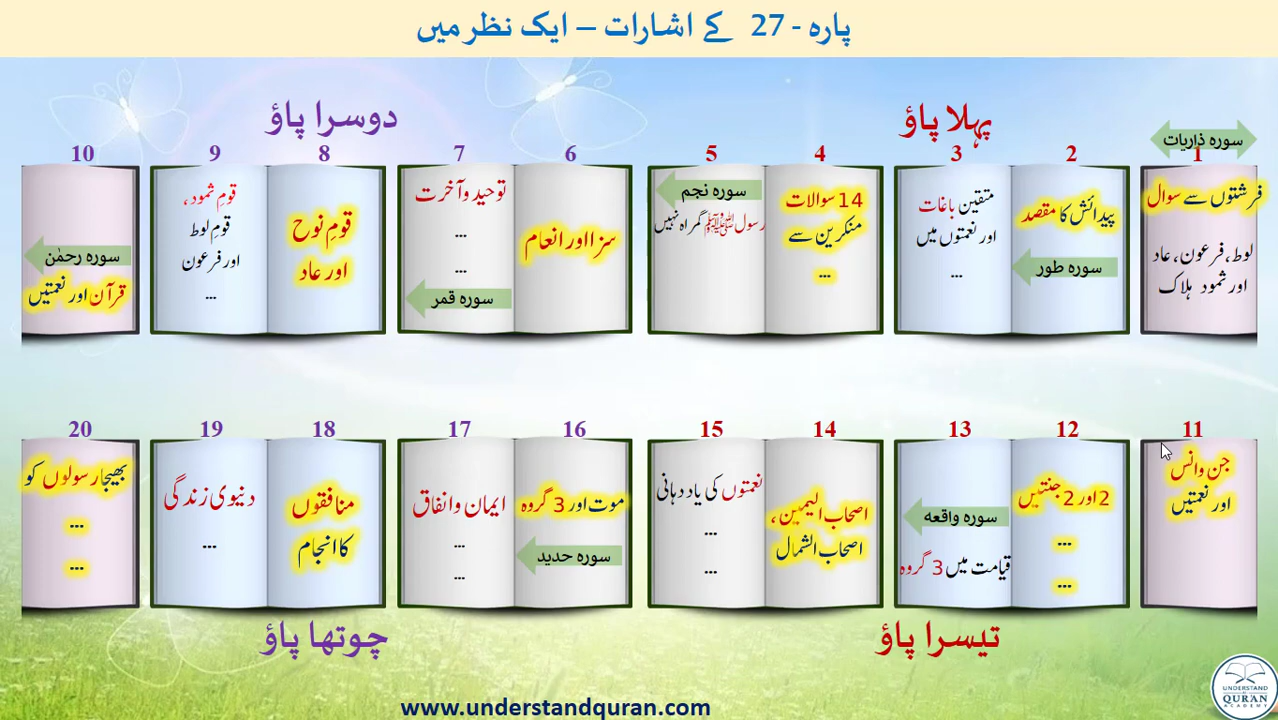 پارہ - 27 کے اشارات – ایک نظر میں
پہلا پاؤ
دوسرا پاؤ
سورہ ذاریات
1
فرشتوں سے سوال
لوط، فرعون، عاد
اور ثمود ہلاک
2
پیدائش کا مقصد
سورہ طور
3
متقین باغات
اور نعمتوں میں
...
4
14 سوالات
منکرین سے
...
5
سورہ نجم
رسول ﷺ گمراہ نہیں
6
سزا اور انعام
7
توحید و آخرت
...
...
سورہ قمر
8
قومِ نوح
اور عاد
9
قومِ ثمود،
قومِ لوط
اور فرعون
...
10
سورہ رحمٰن
قرآن اور نعمتیں
11
جن و انس
اور نعمتیں
12
2 اور 2 جنتیں
...
...
13
سورہ واقعہ
قیامت میں 3 گروہ
14
اصحاب الیمین،
اصحاب الشمال
15
نعمتوں کی یاد دہانی
...
...
16
موت اور 3 گروہ
سورہ حدید
17
ایمان و انفاق
...
...
18
منافقوں
کا انجام
19
دنیوی زندگی
...
20
بھیجا رسولوں کو
...
...
تیسرا پاؤ
چوتھا پاؤ
www.understandquran.com
UNDERSTAND
QUR'AN
ACADEMY